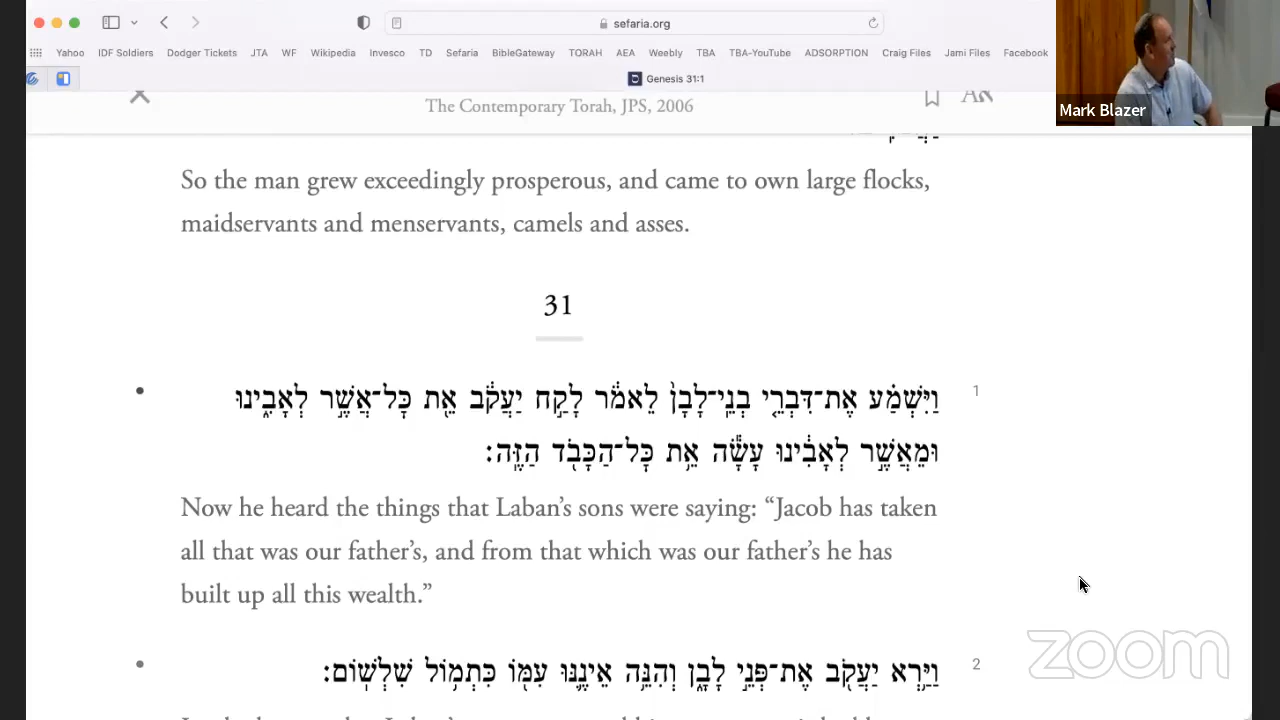 sefaria.org
Yahoo IDF Soldiers Dodger Tickets JTA WF Wikipedia Invesco TD Sefaria BibleGateway TORAH AEA Weebly TBA TBA-YouTube ADSORPTION Craig Files Jami Files Facebook
Genesis 31:1
Mark Blazer
The Contemporary Torah, JPS, 2006
So the man grew exceedingly prosperous, and came to own large flocks,
maidservants and menservants, camels and asses.
31
1
וַיִּשְׁמַ֗ע אֶת־דִּבְרֵ֤י בְנֵֽי־לָבָן֙ לֵאמֹ֔ר לָקַ֣ח יַעֲקֹ֔ב אֵ֖ת כׇּל־אֲשֶׁ֣ר לְאָבִ֑ינוּ
וּמֵאֲשֶׁ֣ר לְאָבִ֔ינוּ עָשָׂ֕ה אֵ֥ת כׇּל־הַכָּבֹ֖ד הַזֶּֽה׃
Now he heard the things that Laban’s sons were saying: “Jacob has taken
all that was our father’s, and from that which was our father’s he has
built up all this wealth.”
2
וַיַּ֥רְא יַעֲקֹ֖ב אֶת־פְּנֵ֣י לָבָ֑ן וְהִנֵּ֥ה אֵינֶ֛נּוּ עִמּ֖וֹ כִּתְמ֥וֹל שִׁלְשֽׁוֹם׃
zoom